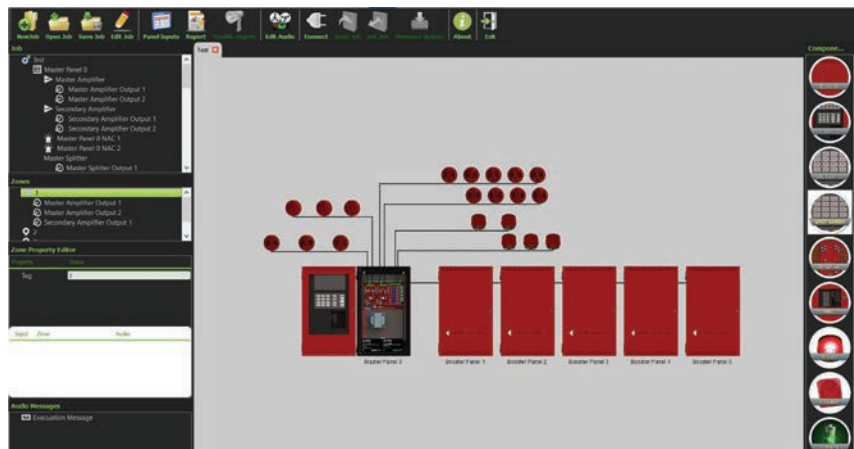 New Job Open Job Save Job Edit Job Panel Inputs Report Edit Audio Connect About Exit
Job
Test
Master Panel 0
Master Amplifier
Master Amplifier Output 1
Master Amplifier Output 2
Secondary Amplifier
Secondary Amplifier Output 1
Secondary Amplifier Output 2
Master Panel 0 NAC 1
Master Panel 0 NAC 2
Master Splitter
Master Splitter Output 1
Zones
1
Master Amplifier Output 1
Master Amplifier Output 2
Secondary Amplifier Output 1
2
Zone Property Editor
Property Value
Tag 1
Input Zone Audio
Audio Messages
Evacuation Message
Test
Booster Panel 1 Booster Panel 2 Booster Panel 3 Booster Panel 4 Booster Panel 5
Compone...